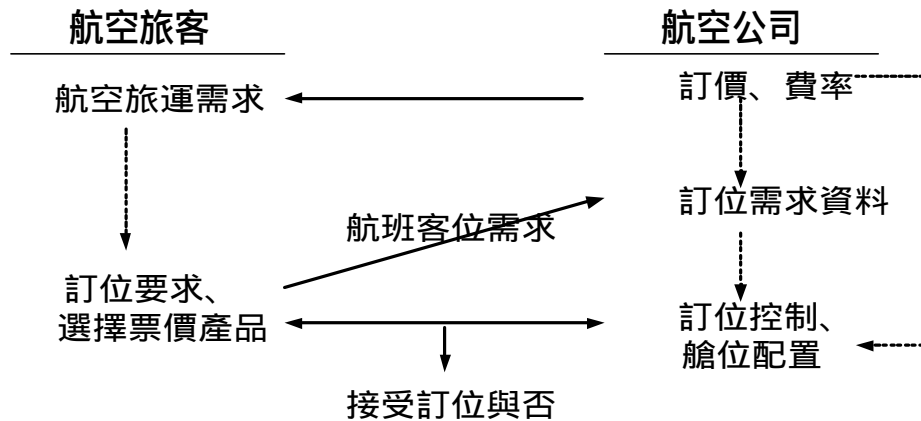 航空旅客
航空公司
航空旅運需求
訂價、費率
訂位需求資料
航班客位需求
訂位要求、
選擇票價產品
訂位控制、
艙位配置
接受訂位與否